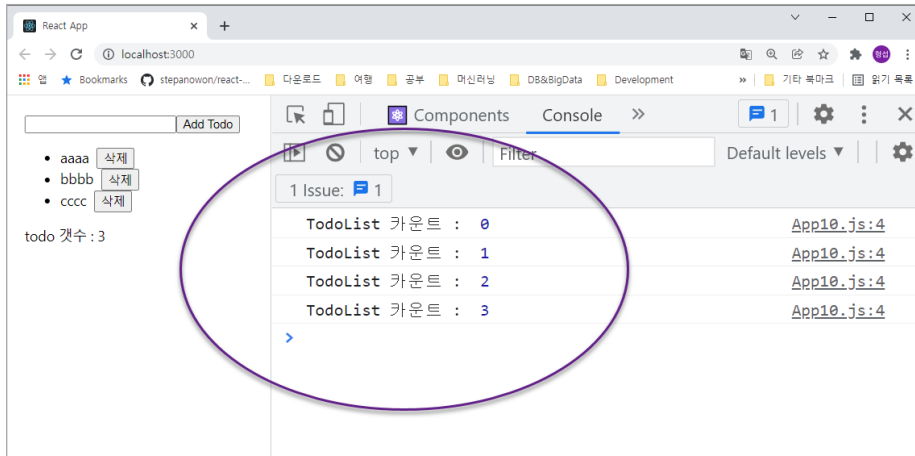 React App
localhost:3000
형섭
앱 Bookmarks stepanowon/react-... 다운로드 여행 공부 머신러닝 DB&BigData Development » 기타 북마크 읽기 목록
Add Todo
aaaa 삭제
bbbb 삭제
cccc 삭제
todo 갯수 : 3
Components Console » 1
top Filter Default levels
1 Issue: 1
TodoList 카운트 : 0 App10.js:4
TodoList 카운트 : 1 App10.js:4
TodoList 카운트 : 2 App10.js:4
TodoList 카운트 : 3 App10.js:4